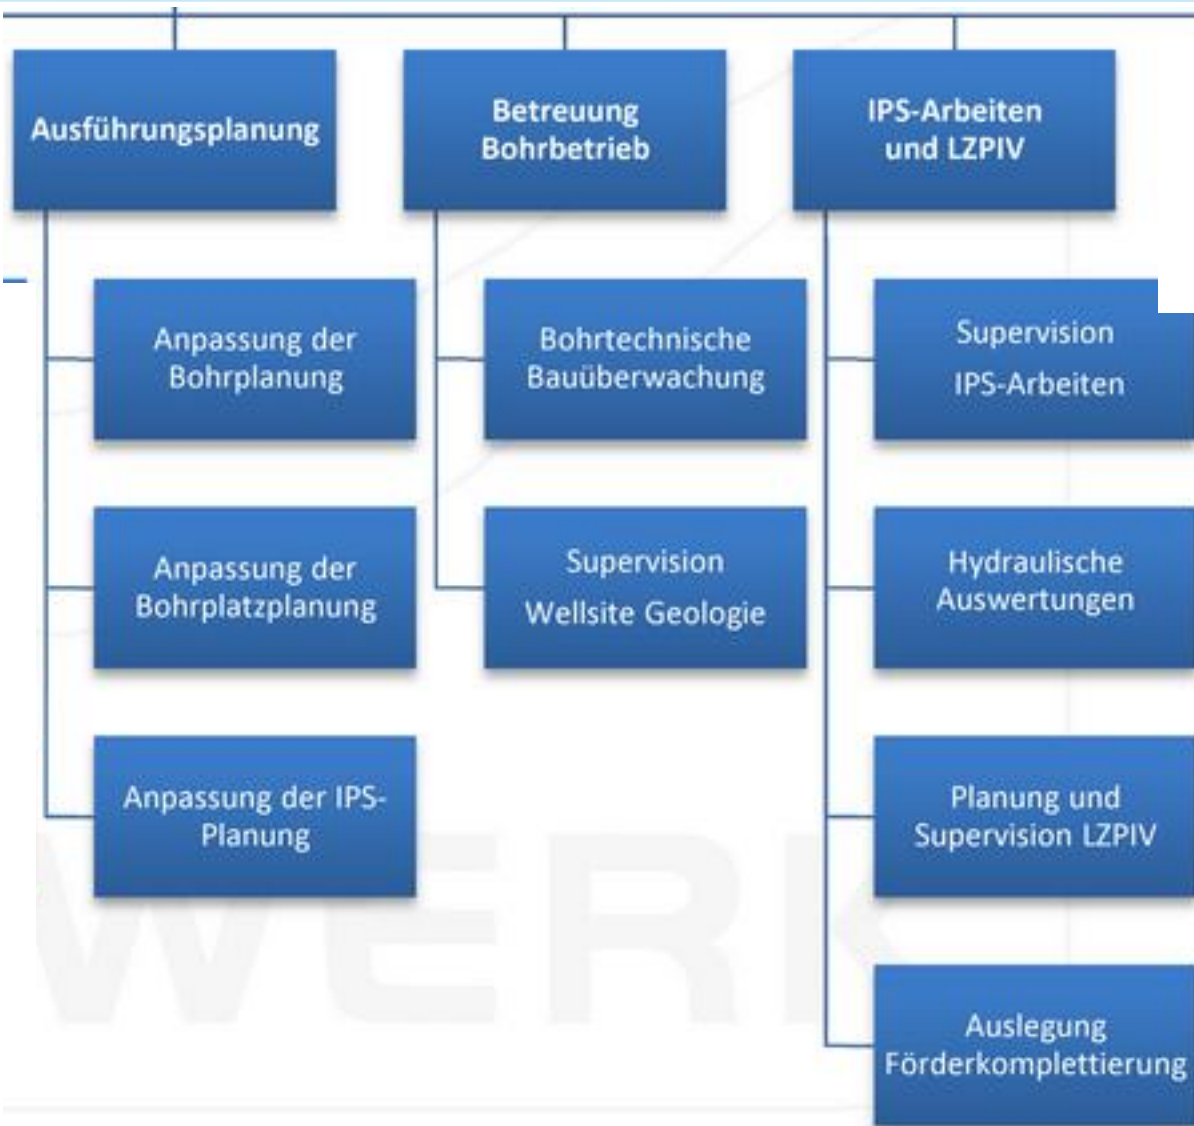 Ausführungsplanung
Anpassung der
Bohrplanung
Anpassung der
Bohrplatzplanung
Anpassung der IPS-
Planung
Betreuung
Bohrbetrieb
Bohrtechnische
Bauüberwachung
Supervision
Wellsite Geologie
IPS-Arbeiten
und LZPIV
Supervision
IPS-Arbeiten
Hydraulische
Auswertungen
Planung und
Supervision LZPIV
Auslegung
Förderkomplettierung
WERK